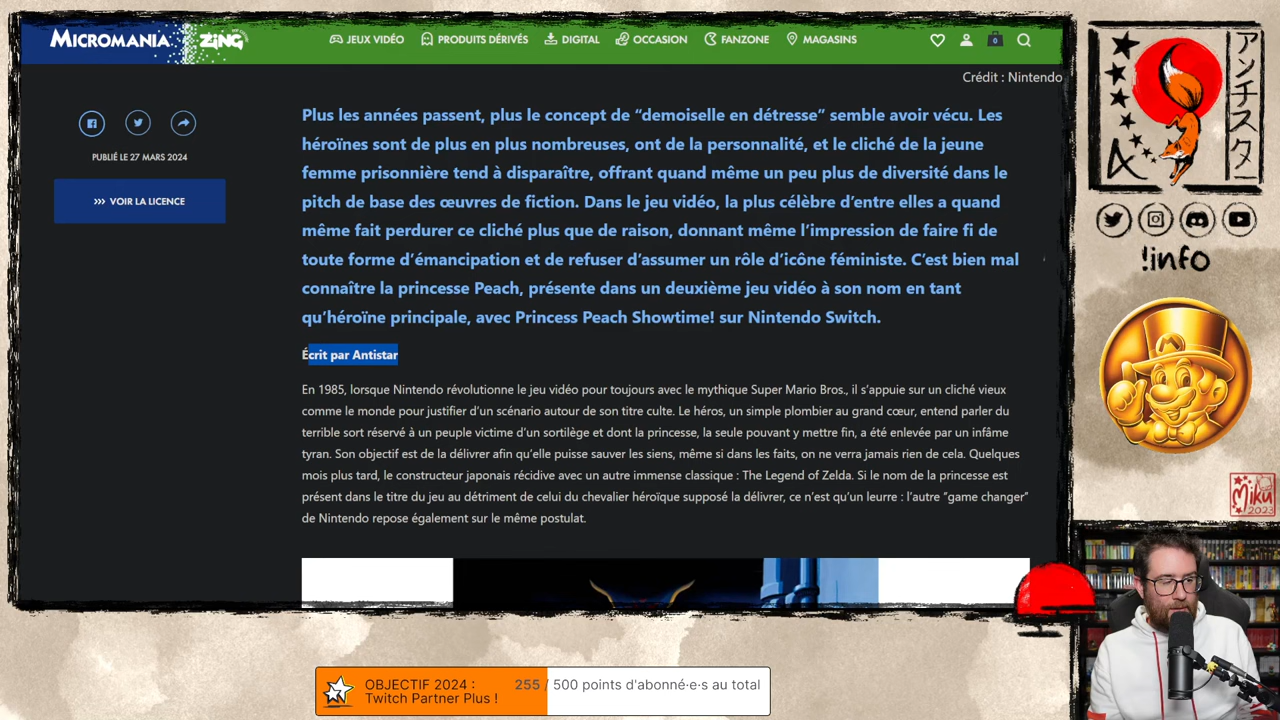 MICROMANIA ZiNG
JEUX VIDÉO
PRODUITS DÉRIVÉS
DIGITAL
OCCASION
FANZONE
MAGASINS
0
Crédit : Nintendo
PUBLIÉ LE 27 MARS 2024
››› VOIR LA LICENCE
Plus les années passent, plus le concept de “demoiselle en détresse” semble avoir vécu. Les
héroïnes sont de plus en plus nombreuses, ont de la personnalité, et le cliché de la jeune
femme prisonnière tend à disparaître, offrant quand même un peu plus de diversité dans le
pitch de base des œuvres de fiction. Dans le jeu vidéo, la plus célèbre d’entre elles a quand
même fait perdurer ce cliché plus que de raison, donnant même l’impression de faire fi de
toute forme d’émancipation et de refuser d’assumer un rôle d’icône féministe. C’est bien mal
connaître la princesse Peach, présente dans un deuxième jeu vidéo à son nom en tant
qu’héroïne principale, avec Princess Peach Showtime! sur Nintendo Switch.
Écrit par Antistar
En 1985, lorsque Nintendo révolutionne le jeu vidéo pour toujours avec le mythique Super Mario Bros., il s’appuie sur un cliché vieux
comme le monde pour justifier d’un scénario autour de son titre culte. Le héros, un simple plombier au grand cœur, entend parler du
terrible sort réservé à un peuple victime d’un sortilège et dont la princesse, la seule pouvant y mettre fin, a été enlevée par un infâme
tyran. Son objectif est de la délivrer afin qu’elle puisse sauver les siens, même si dans les faits, on ne verra jamais rien de cela. Quelques
mois plus tard, le constructeur japonais récidive avec un autre immense classique : The Legend of Zelda. Si le nom de la princesse est
présent dans le titre du jeu au détriment de celui du chevalier héroïque supposé la délivrer, ce n’est qu’un leurre : l’autre “game changer”
de Nintendo repose également sur le même postulat.
アンチスター
!info
M
Miku
2023
OBJECTIF 2024 :
Twitch Partner Plus !
255 / 500 points d'abonné·e·s au total